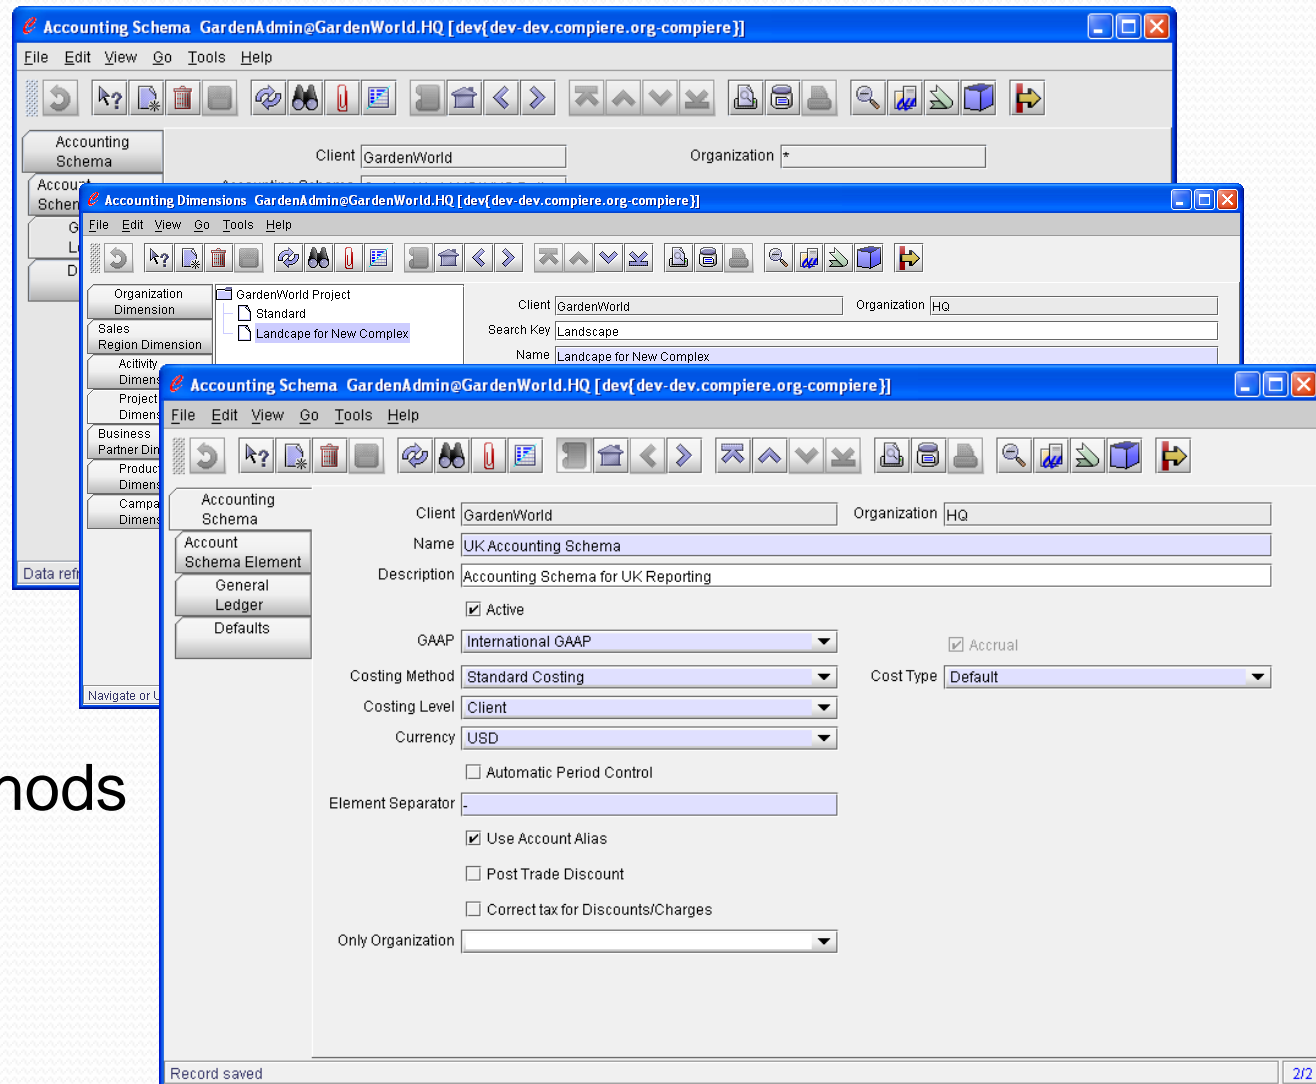 Accounting Schema GardenAdmin@GardenWorld.HQ [dev{dev-dev.compiere.org-compiere}]
File Edit View Go Tools Help
Accounting
Schema
Client GardenWorld Organization *
Accounting Dimensions GardenAdmin@GardenWorld.HQ [dev{dev-dev.compiere.org-compiere}]
File Edit View Go Tools Help
Organization
Dimension
Sales
Region Dimension
Acitivity
Project
Business
Partner
GardenWorld Project
Standard
Landcape for New Complex
Client GardenWorld Organization HQ
Search Key Landscape
Name Landcape for New Complex
Data
Navigate or
Accounting Schema GardenAdmin@GardenWorld.HQ [dev{dev-dev.compiere.org-compiere}]
File Edit View Go Tools Help
Accounting
Schema
Account
Schema Element
General
Ledger
Defaults
Client GardenWorld Organization HQ
Name UK Accounting Schema
Description Accounting Schema for UK Reporting
Active
GAAP International GAAP Accrual
Costing Method Standard Costing Cost Type Default
Costing Level Client
Currency USD
Automatic Period Control
Element Separator -
Use Account Alias
Post Trade Discount
Correct tax for Discounts/Charges
Only Organization
Record saved 2/2